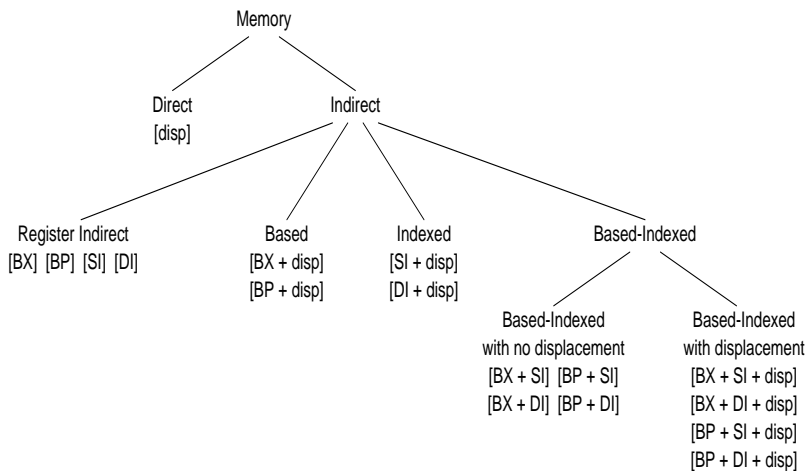 Memory
Direct
[disp]
Indirect
Register Indirect
[BX] [BP] [SI] [DI]
Based
[BX + disp]
[BP + disp]
Indexed
[SI + disp]
[DI + disp]
Based-Indexed
Based-Indexed
with no displacement
[BX + SI] [BP + SI]
[BX + DI] [BP + DI]
Based-Indexed
with displacement
[BX + SI + disp]
[BX + DI + disp]
[BP + SI + disp]
[BP + DI + disp]